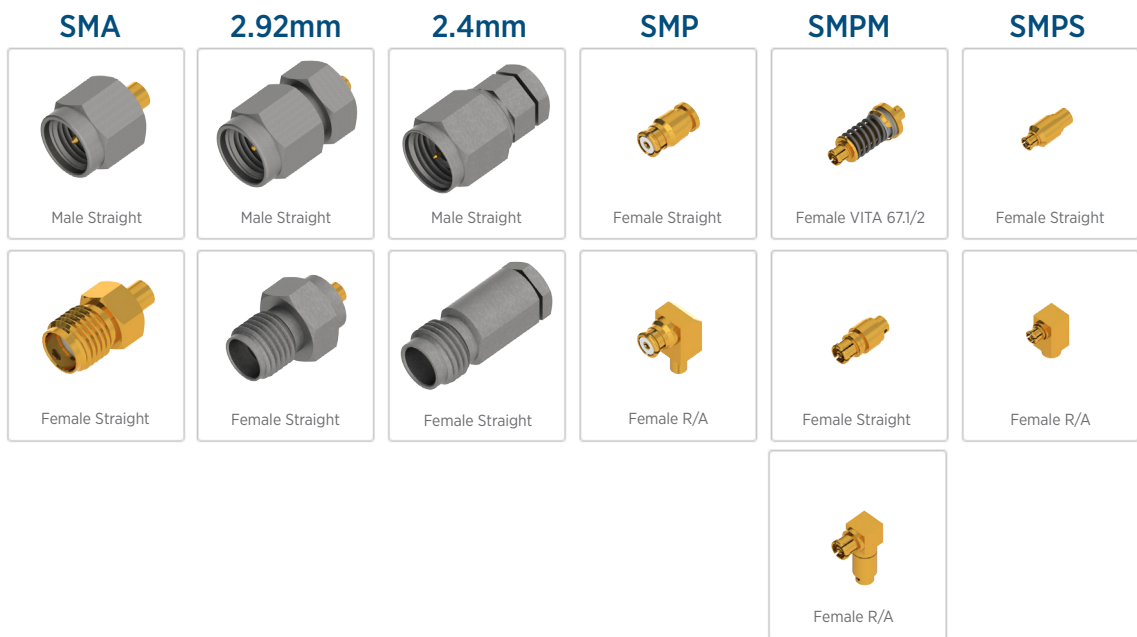 SMA 2.92mm 2.4mm SMP SMPM SMPS
Male Straight Male Straight Male Straight Female Straight Female VITA 67.1/2 Female Straight
Female Straight Female Straight Female Straight Female R/A Female Straight Female R/A
Female R/A